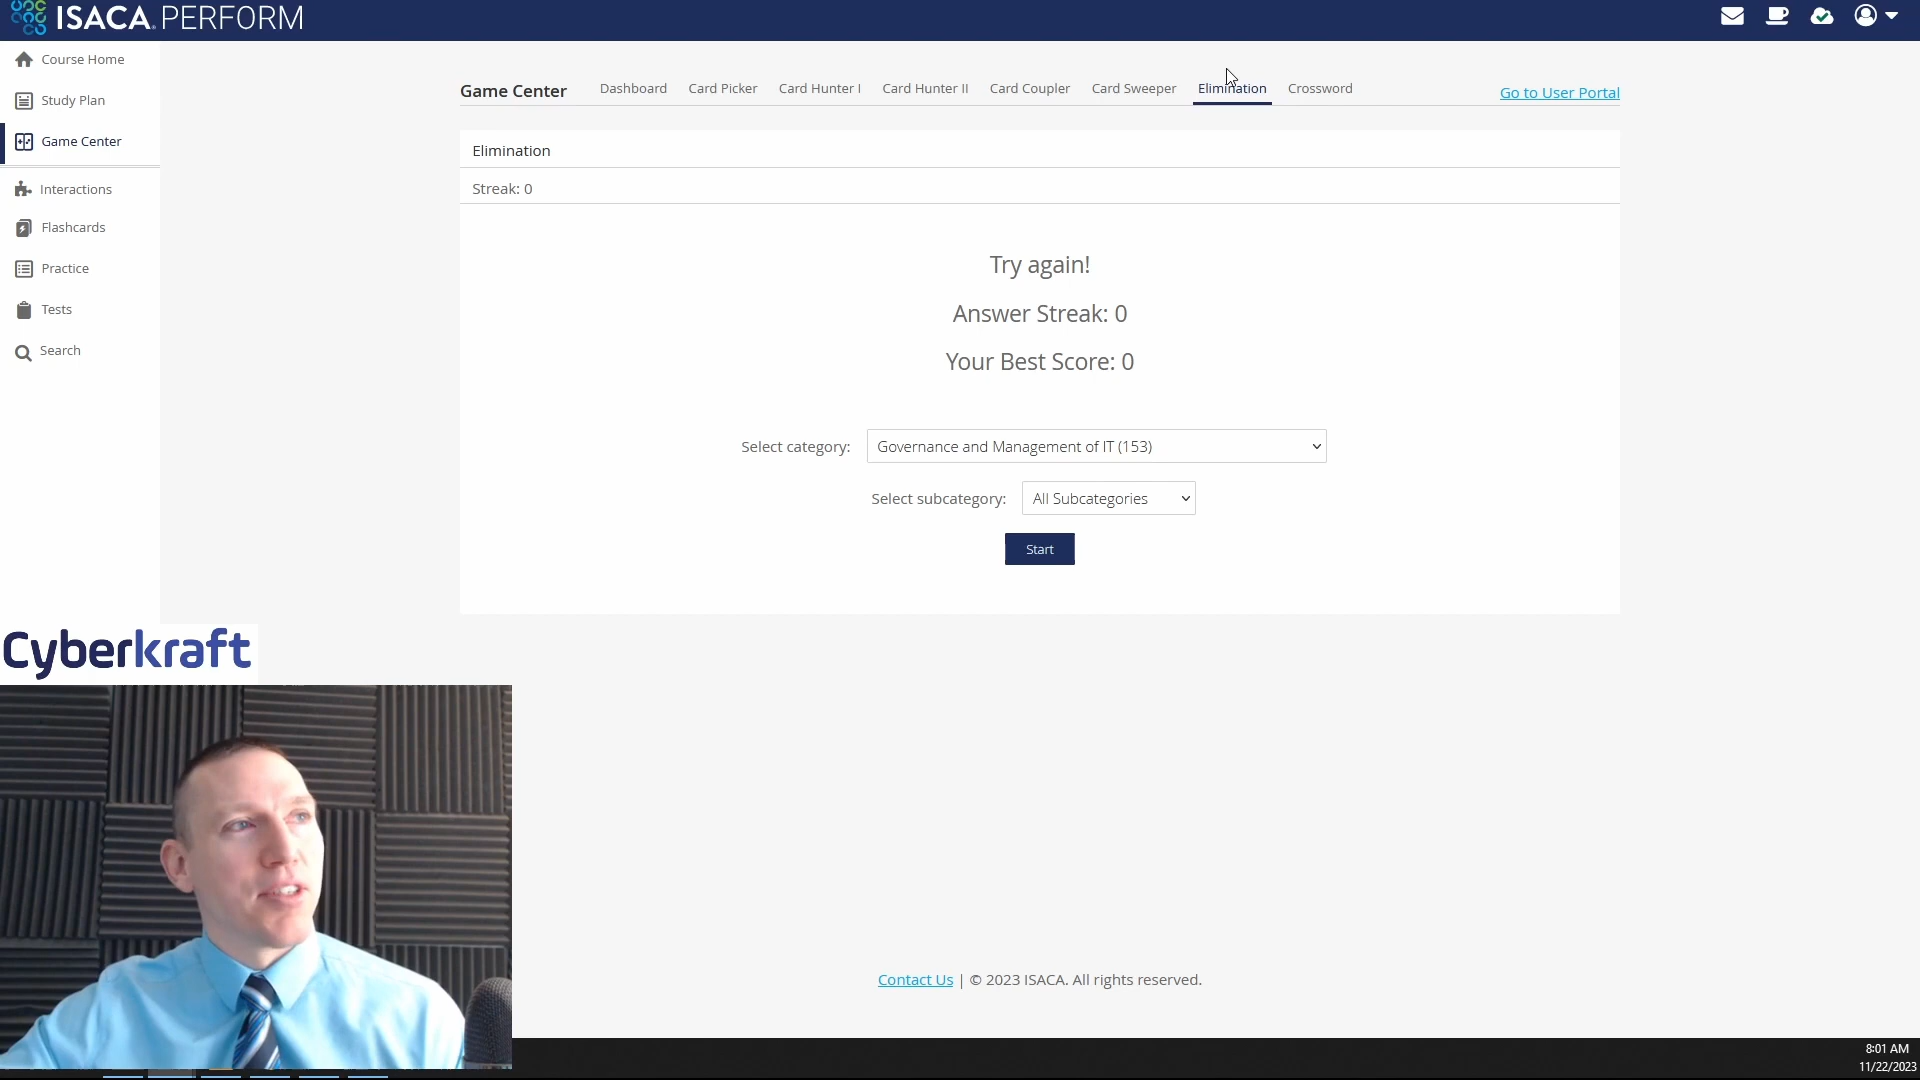 ISACA. PERFORM
Course Home
Study Plan
Game Center
Interactions
Flashcards
Practice
Tests
Search
Game Center Dashboard Card Picker Card Hunter I Card Hunter II Card Coupler Card Sweeper Elimination Crossword Go to User Portal
Elimination
Streak: 0
Try again!
Answer Streak: 0
Your Best Score: 0
Select category: Governance and Management of IT (153)
Select subcategory: All Subcategories
Start
Cyberkraft
Contact Us | © 2023 ISACA. All rights reserved.
8:01 AM
11/22/2023